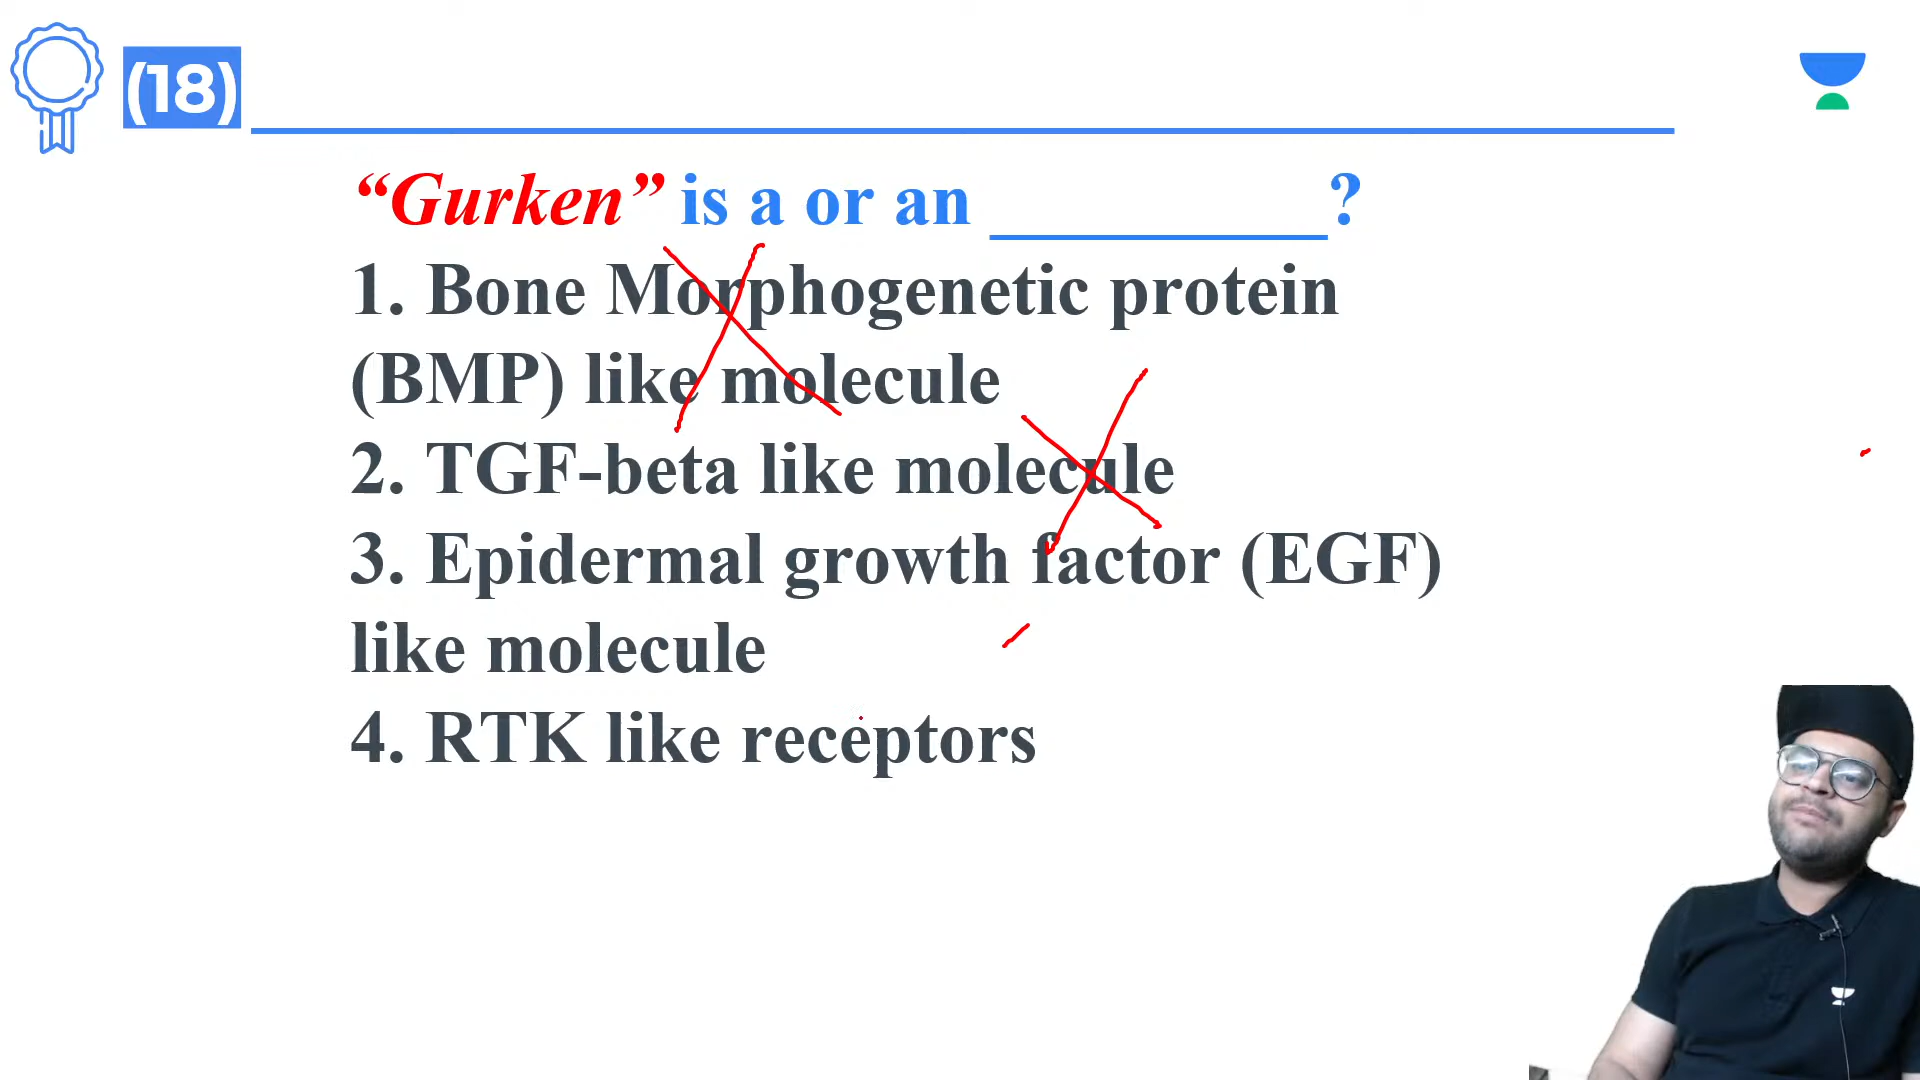 (18)
“Gurken” is a or an __________?
1. Bone Morphogenetic protein
(BMP) like molecule
2. TGF-beta like molecule
3. Epidermal growth factor (EGF)
like molecule
4. RTK like receptors